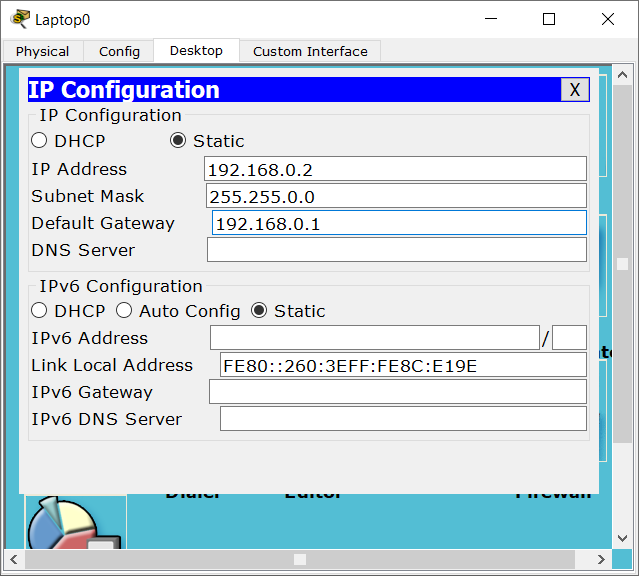 Laptop0
Physical Config Desktop Custom Interface
IP Configuration X
IP Configuration
DHCP Static
IP Address 192.168.0.2
Subnet Mask 255.255.0.0
Default Gateway 192.168.0.1
DNS Server
IPv6 Configuration
DHCP Auto Config Static
IPv6 Address /
Link Local Address FE80::260:3EFF:FE8C:E19E
IPv6 Gateway
IPv6 DNS Server
Dialer Editor Firewall